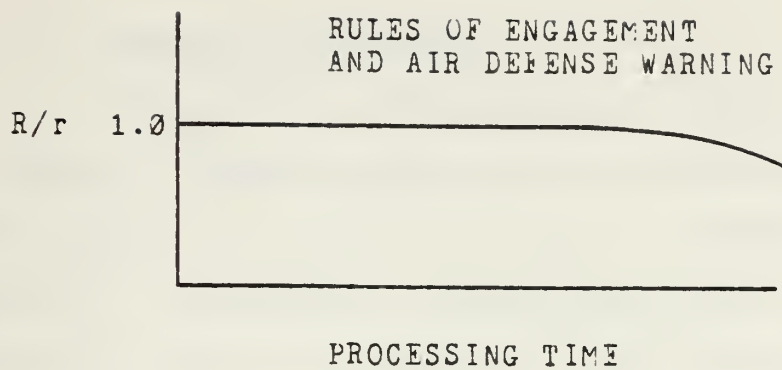 RULES OF ENGAGEMENT
AND AIR DEFENSE WARNING
R/r 1.0
PROCESSING TIME